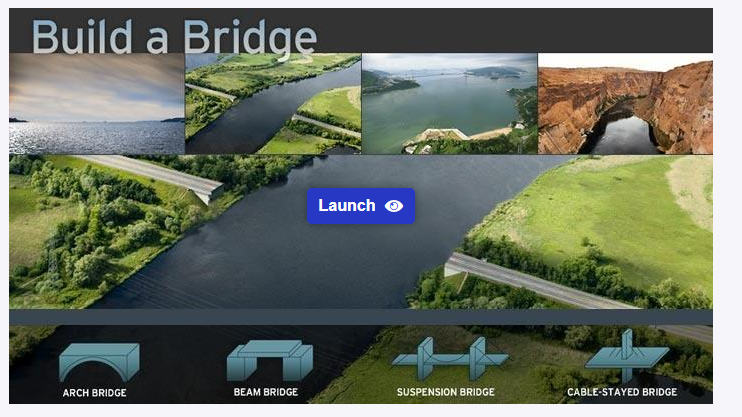 Build a Bridge
Launch
ARCH BRIDGE
BEAM BRIDGE
SUSPENSION BRIDGE
CABLE-STAYED BRIDGE